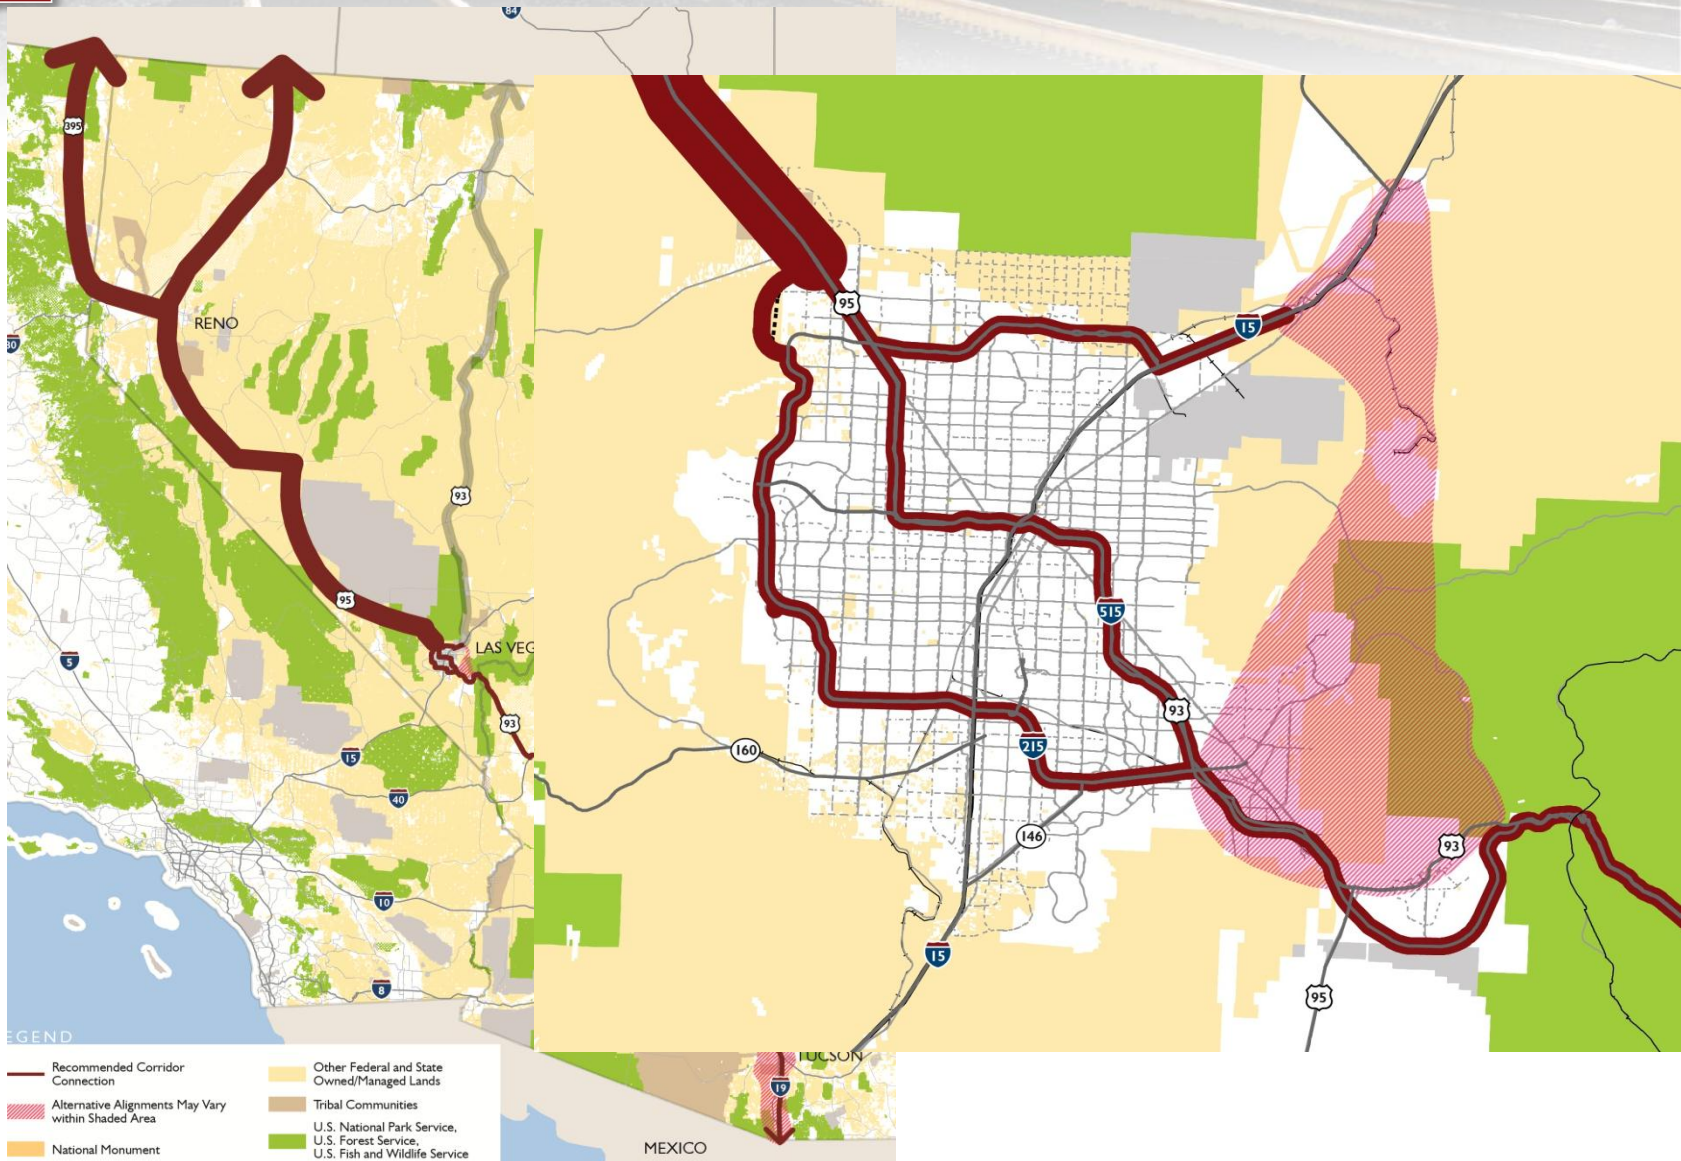 84
395
RENO
80
93
95
LAS VEG
5
93
15
40
10
8
95
15
515
93
215
160
146
93
15
95
EGEND
Recommended Corridor
Connection
Alternative Alignments May Vary
within Shaded Area
National Monument
Other Federal and State
Owned/Managed Lands
Tribal Communities
U.S. National Park Service,
U.S. Forest Service,
U.S. Fish and Wildlife Service
TUCSON
19
MEXICO